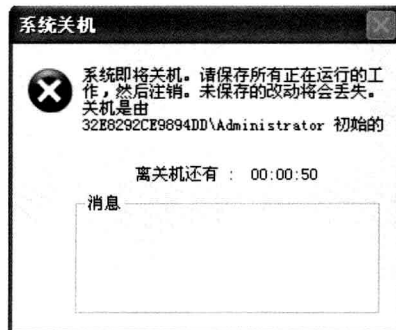 系统关机
系统即将关机。请保存所有正在运行的工
作，然后注销。未保存的改动将会丢失。
关机是由
32E8292CE9894DD\Administrator 初始的
离关机还有 : 00:00:50
消息